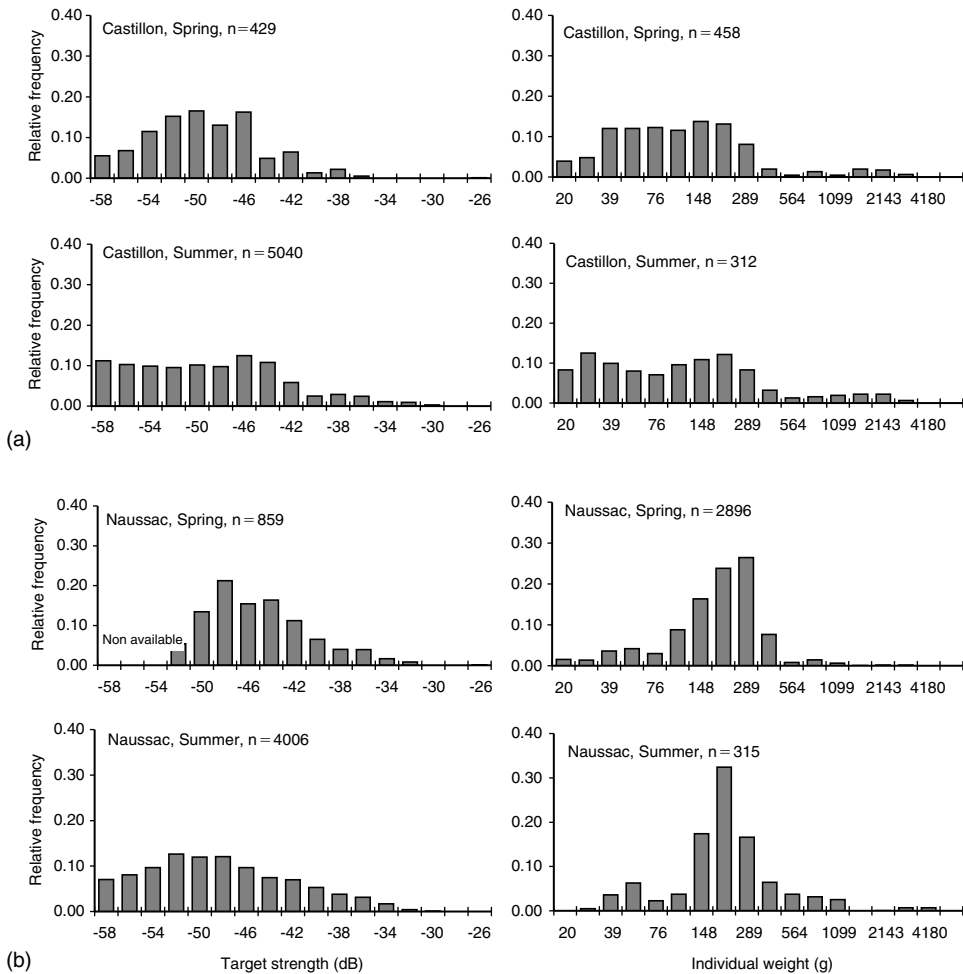 Castillon, Spring, n=429
0.40
0.30
0.20
0.10
0.00
Relative frequency
-58 -54 -50 -46 -42 -38 -34 -30 -26
Castillon, Spring, n=458
0.40
0.30
0.20
0.10
0.00
20 39 76 148 289 564 1099 2143 4180
Castillon, Summer, n=5040
0.40
0.30
0.20
0.10
0.00
Relative frequency
-58 -54 -50 -46 -42 -38 -34 -30 -26
Castillon, Summer, n=312
0.40
0.30
0.20
0.10
0.00
20 39 76 148 289 564 1099 2143 4180
(a)
Naussac, Spring, n=859
0.40
0.30
0.20
0.10
0.00
Relative frequency
Non available
-58 -54 -50 -46 -42 -38 -34 -30 -26
Naussac, Spring, n=2896
0.40
0.30
0.20
0.10
0.00
20 39 76 148 289 564 1099 2143 4180
Naussac, Summer, n=4006
0.40
0.30
0.20
0.10
0.00
Relative frequency
-58 -54 -50 -46 -42 -38 -34 -30 -26
Target strength (dB)
Naussac, Summer, n=315
0.40
0.30
0.20
0.10
0.00
20 39 76 148 289 564 1099 2143 4180
Individual weight (g)
(b)